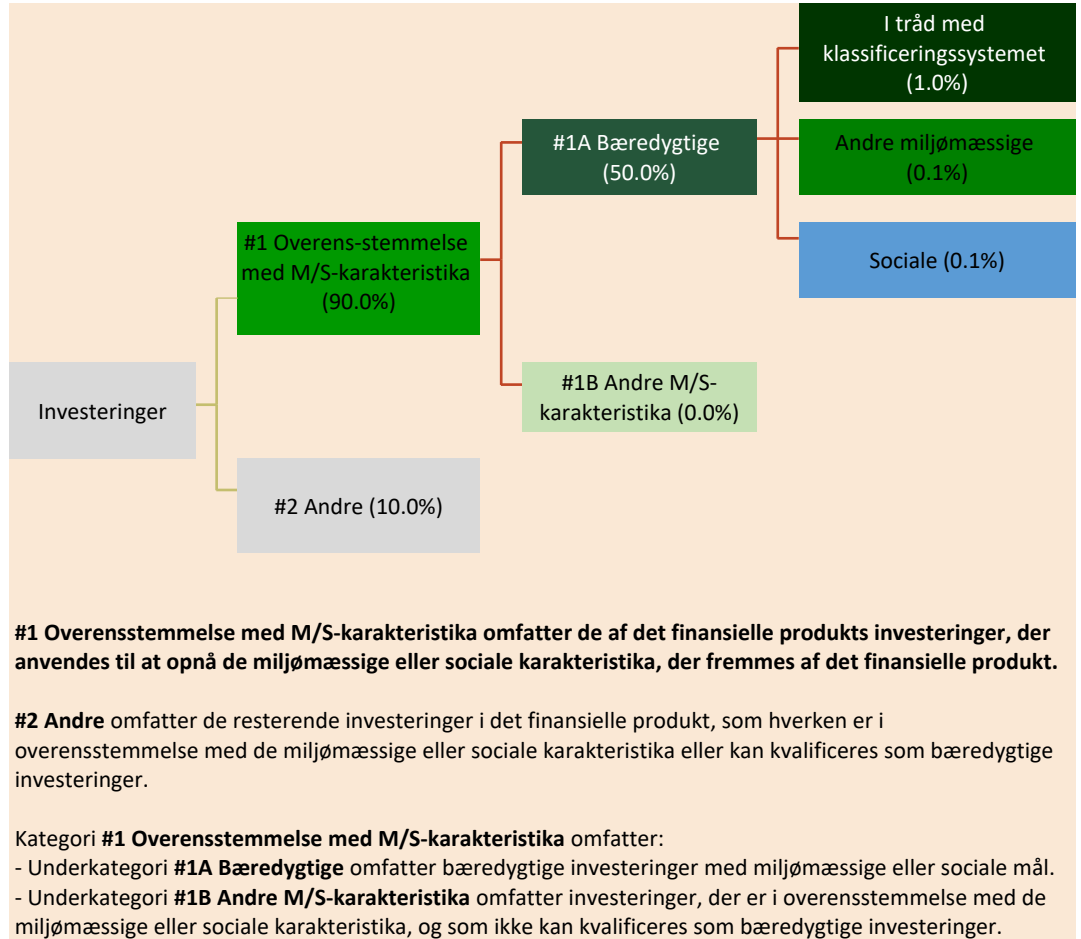 I tråd med
klassificeringssystemet
(1.0%)
#1A Bæredygtige
(50.0%)
Andre miljømæssige
(0.1%)
#1 Overens-stemmelse
med M/S-karakteristika
(90.0%)
Sociale (0.1%)
Investeringer
#1B Andre M/S-
karakteristika (0.0%)
#2 Andre (10.0%)
#1 Overensstemmelse med M/S-karakteristika omfatter de af det finansielle produkts investeringer, der
anvendes til at opnå de miljømæssige eller sociale karakteristika, der fremmes af det finansielle produkt.
#2 Andre omfatter de resterende investeringer i det finansielle produkt, som hverken er i
overensstemmelse med de miljømæssige eller sociale karakteristika eller kan kvalificeres som bæredygtige
investeringer.
Kategori #1 Overensstemmelse med M/S-karakteristika omfatter:
- Underkategori #1A Bæredygtige omfatter bæredygtige investeringer med miljømæssige eller sociale mål.
- Underkategori #1B Andre M/S-karakteristika omfatter investeringer, der er i overensstemmelse med de
miljømæssige eller sociale karakteristika, og som ikke kan kvalificeres som bæredygtige investeringer.